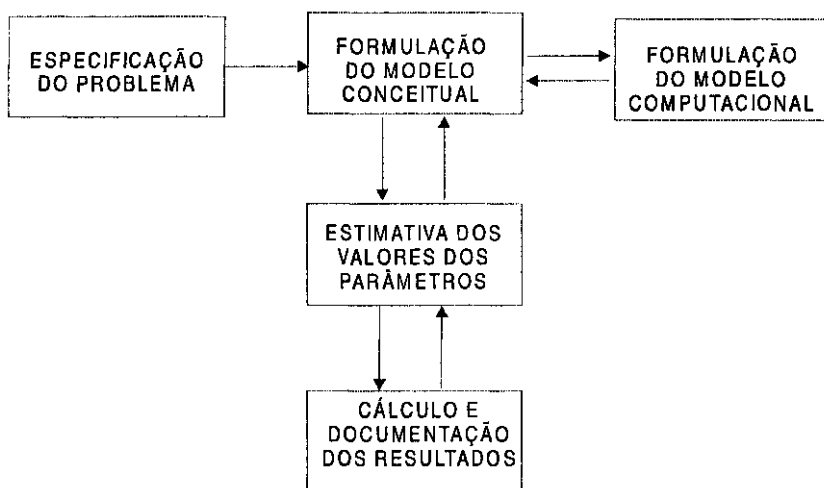 ESPECIFICAÇÃO
DO PROBLEMA
FORMULAÇÃO
DO MODELO
CONCEITUAL
FORMULAÇÃO
DO MODELO
COMPUTACIONAL
ESTIMATIVA DOS
VALORES DOS
PARÂMETROS
CÁLCULO E
DOCUMENTAÇÃO
DOS RESULTADOS